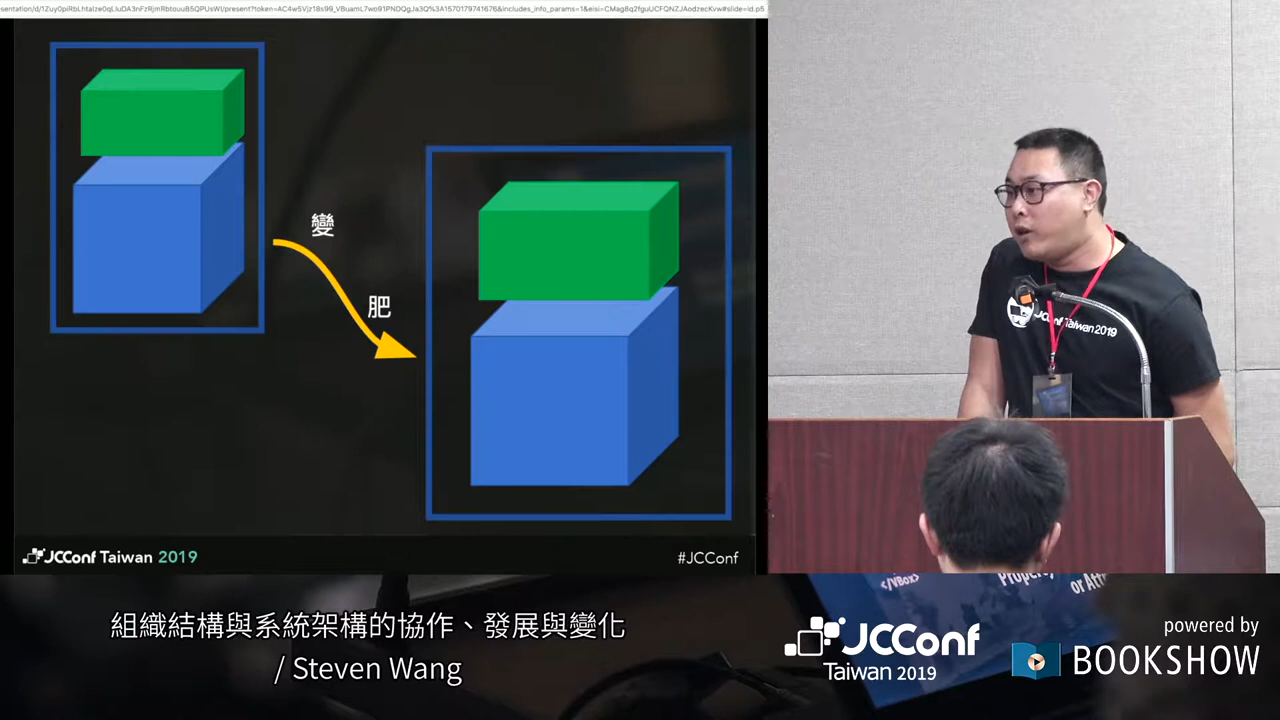 變
肥
JCConf Taiwan 2019
#JCConf
JCConf Taiwan 2019
</VBox>
組織結構與系統架構的協作、發展與變化
/ Steven Wang
JCConf
Taiwan 2019
powered by
BOOKSHOW